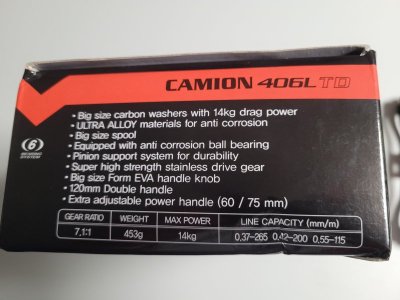 CAMION 406L TD
• Big size carbon washers with 14kg drag power
• ULTRA ALLOY materials for anti corrosion
• Big size spool
• Equipped with anti corrosion ball bearing
• Pinion support system for durability
• Super high strength stainless drive gear
• Big size Form EVA handle knob
• 120mm Double handle
• Extra adjustable power handle (60 / 75 mm)
6
BEARING
SYSTEM
GEAR RATIO WEIGHT MAX POWER LINE CAPACITY (mm/m)
7,1:1 453g 14kg 0,37-265 0,42-200 0,55-115